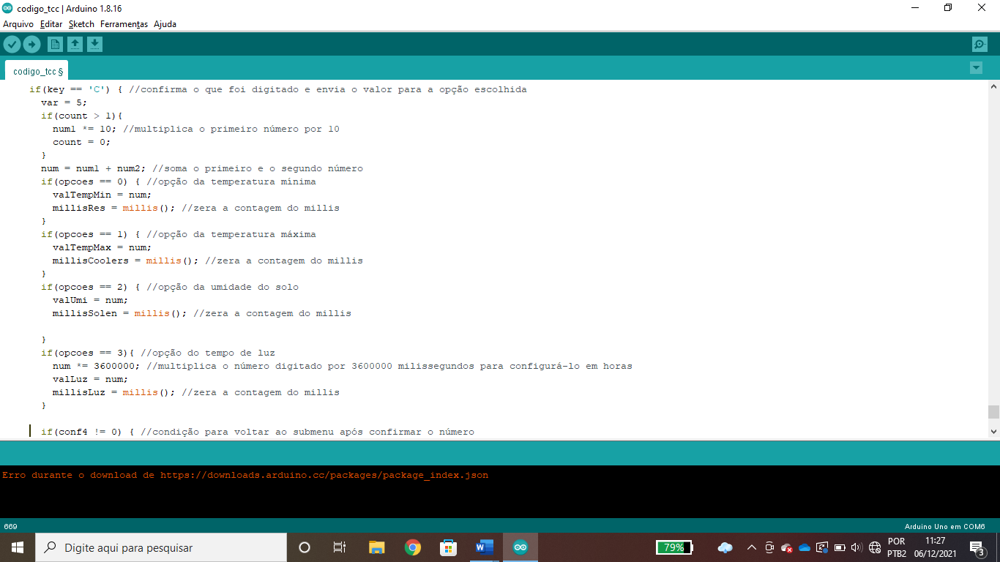 codigo_tcc | Arduino 1.8.16
Arquivo Editar Sketch Ferramentas Ajuda
codigo_tcc §
if(key == 'C') { //confirma o que foi digitado e envia o valor para a opção escolhida
var = 5;
if(count > 1){
num1 *= 10; //multiplica o primeiro número por 10
count = 0;
}
num = num1 + num2; //soma o primeiro e o segundo número
if(opcoes == 0) { //opção da temperatura mínima
valTempMin = num;
millisRes = millis(); //zera a contagem do millis
}
if(opcoes == 1) { //opção da temperatura máxima
valTempMax = num;
millisCoolers = millis(); //zera a contagem do millis
}
if(opcoes == 2) { //opção da umidade do solo
valUmi = num;
millisSolen = millis(); //zera a contagem do millis
}
if(opcoes == 3){ //opção do tempo de luz
num *= 3600000; //multiplica o número digitado por 3600000 milissegundos para configurá-lo em horas
valLuz = num;
millisLuz = millis(); //zera a contagem do millis
}
if(conf4 != 0) { //condição para voltar ao submenu após confirmar o número
Erro durante o download de https://downloads.arduino.cc/packages/package_index.json
669
Arduino Uno em COM6
Digite aqui para pesquisar
79%
POR
PTB2
11:27
06/12/2021
3